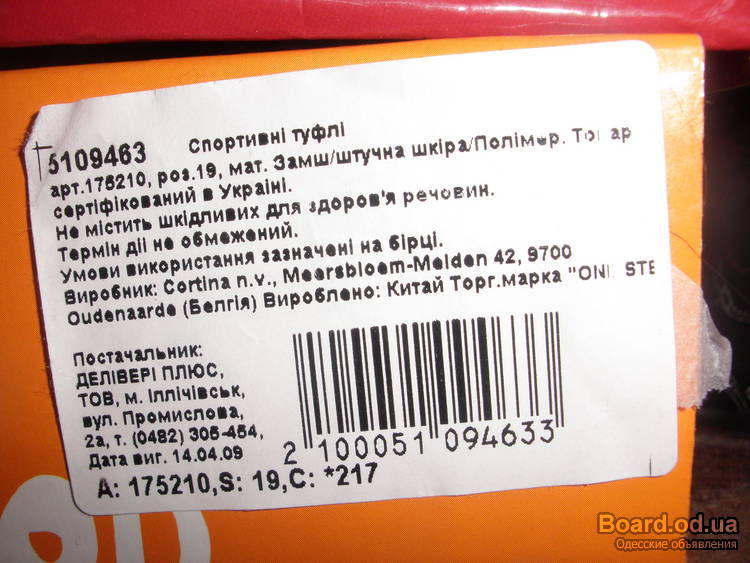 5109463 Спортивні туфлі
арт.175210, роз.19, мат. Замш/штучна шкіра/Полімер. Товар
сертіфікований в Україні.
Не містить шкідливих для здоров'я речовин.
Термін дії не обмежений.
Умови використання зазначені на бірці.
Виробник: Cortina n.v., Meersbloem-Melden 42, 9700
Oudenaarde (Белгія) Вироблено: Китай Торг.марка "ONE STE
Постачальник:
ДЕЛІВЕРІ ПЛЮС,
ТОВ, м. Іллічівськ,
вул. Промислова,
2а, т. (0482) 305-454,
Дата виг. 14.04.09
2 100051 094633
А: 175210,S: 19,C: *217
Board.od.ua
Одесские объявления